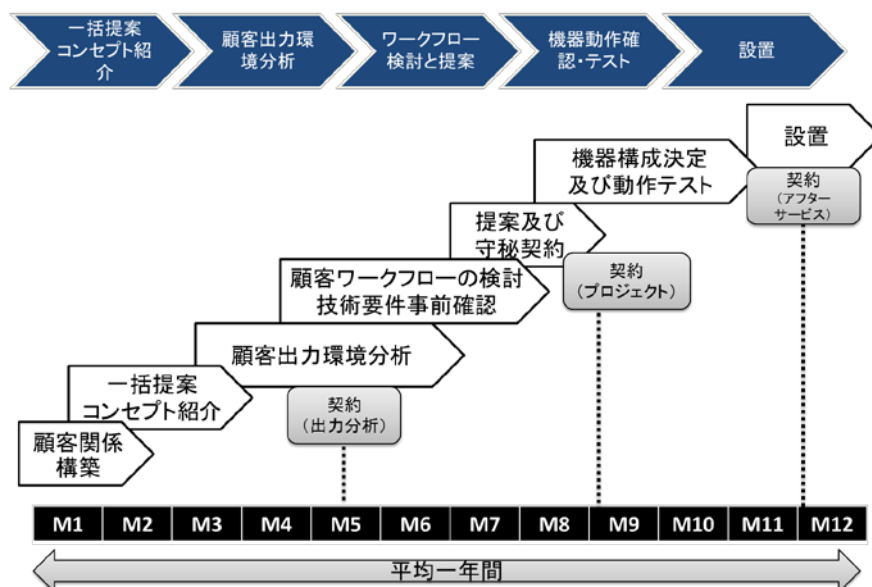 一括提案
コンセプト紹
介
顧客出力環
境分析
ワークフロー
検討と提案
機器動作確
認・テスト
設置
設置
機器構成決定
及び動作テスト
契約
(アフター
サービス)
提案及び
守秘契約
顧客ワークフローの検討
技術要件事前確認
契約
(プロジェクト)
顧客出力環境分析
一括提案
コンセプト紹介
契約
(出力分析)
顧客関係
構築
M1 M2 M3 M4 M5 M6 M7 M8 M9 M10 M11 M12
平均一年間